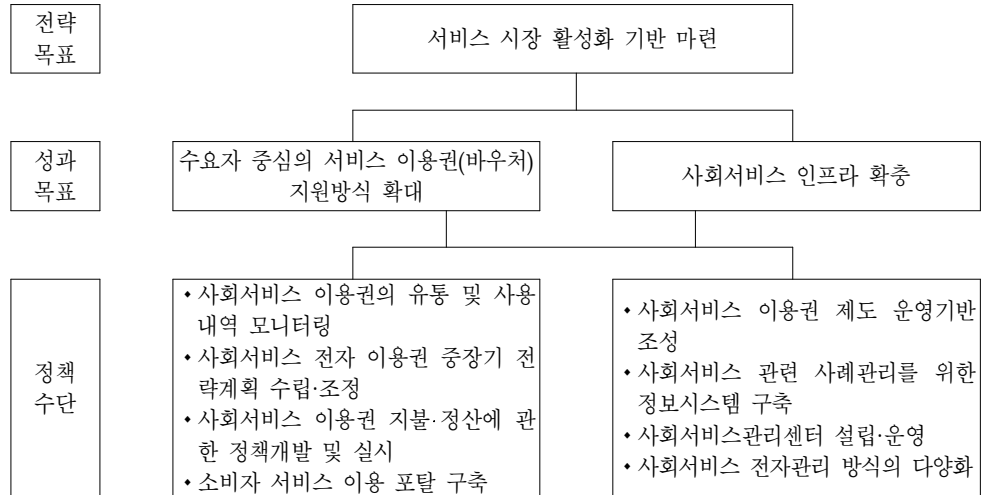 전략
목표
서비스 시장 활성화 기반 마련
성과
목표
수요자 중심의 서비스 이용권(바우처)
지원방식 확대
사회서비스 인프라 확충
정책
수단
• 사회서비스 이용권의 유통 및 사용
내역 모니터링
• 사회서비스 전자 이용권 중장기 전
략계획 수립·조정
• 사회서비스 이용권 지불·정산에 관
한 정책개발 및 실시
• 소비자 서비스 이용 포탈 구축
• 사회서비스 이용권 제도 운영기반
조성
• 사회서비스 관련 사례관리를 위한
정보시스템 구축
• 사회서비스관리센터 설립·운영
• 사회서비스 전자관리 방식의 다양화